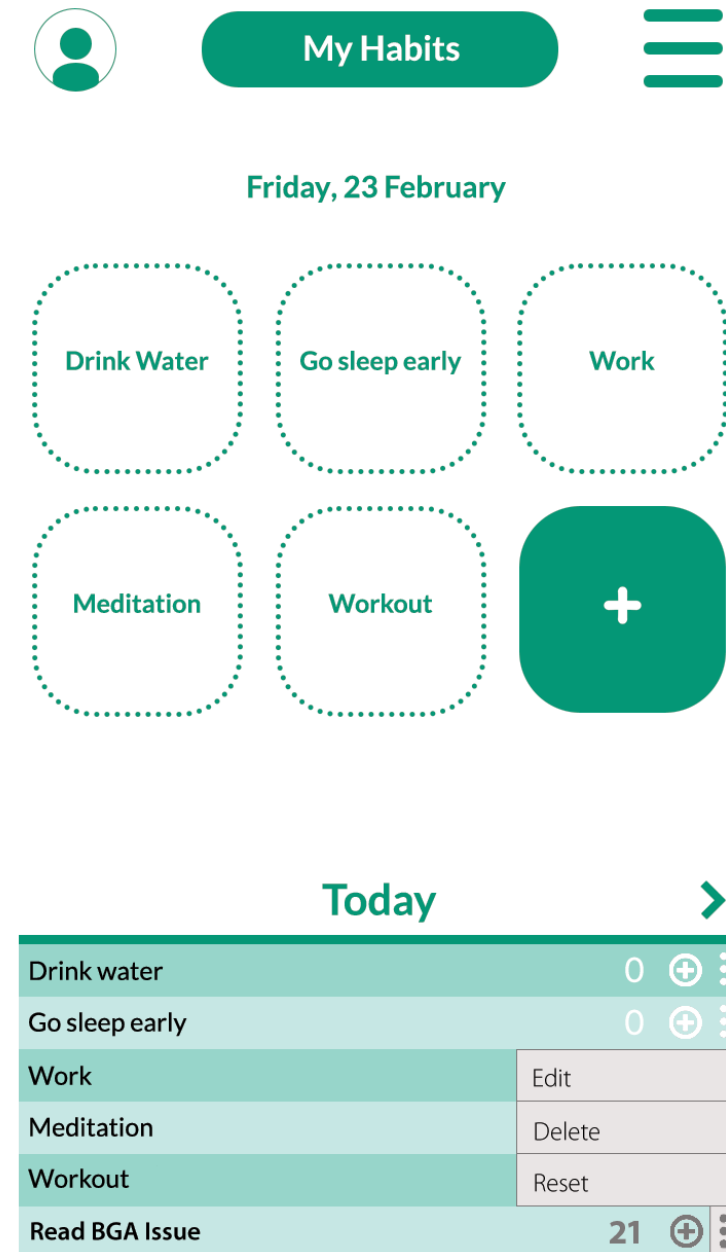 My Habits
Friday, 23 February
Drink Water
Go sleep early
Work
Meditation
Workout
+
Today
Drink water 0
Go sleep early 0
Work Edit
Meditation Delete
Workout Reset
Read BGA Issue 21